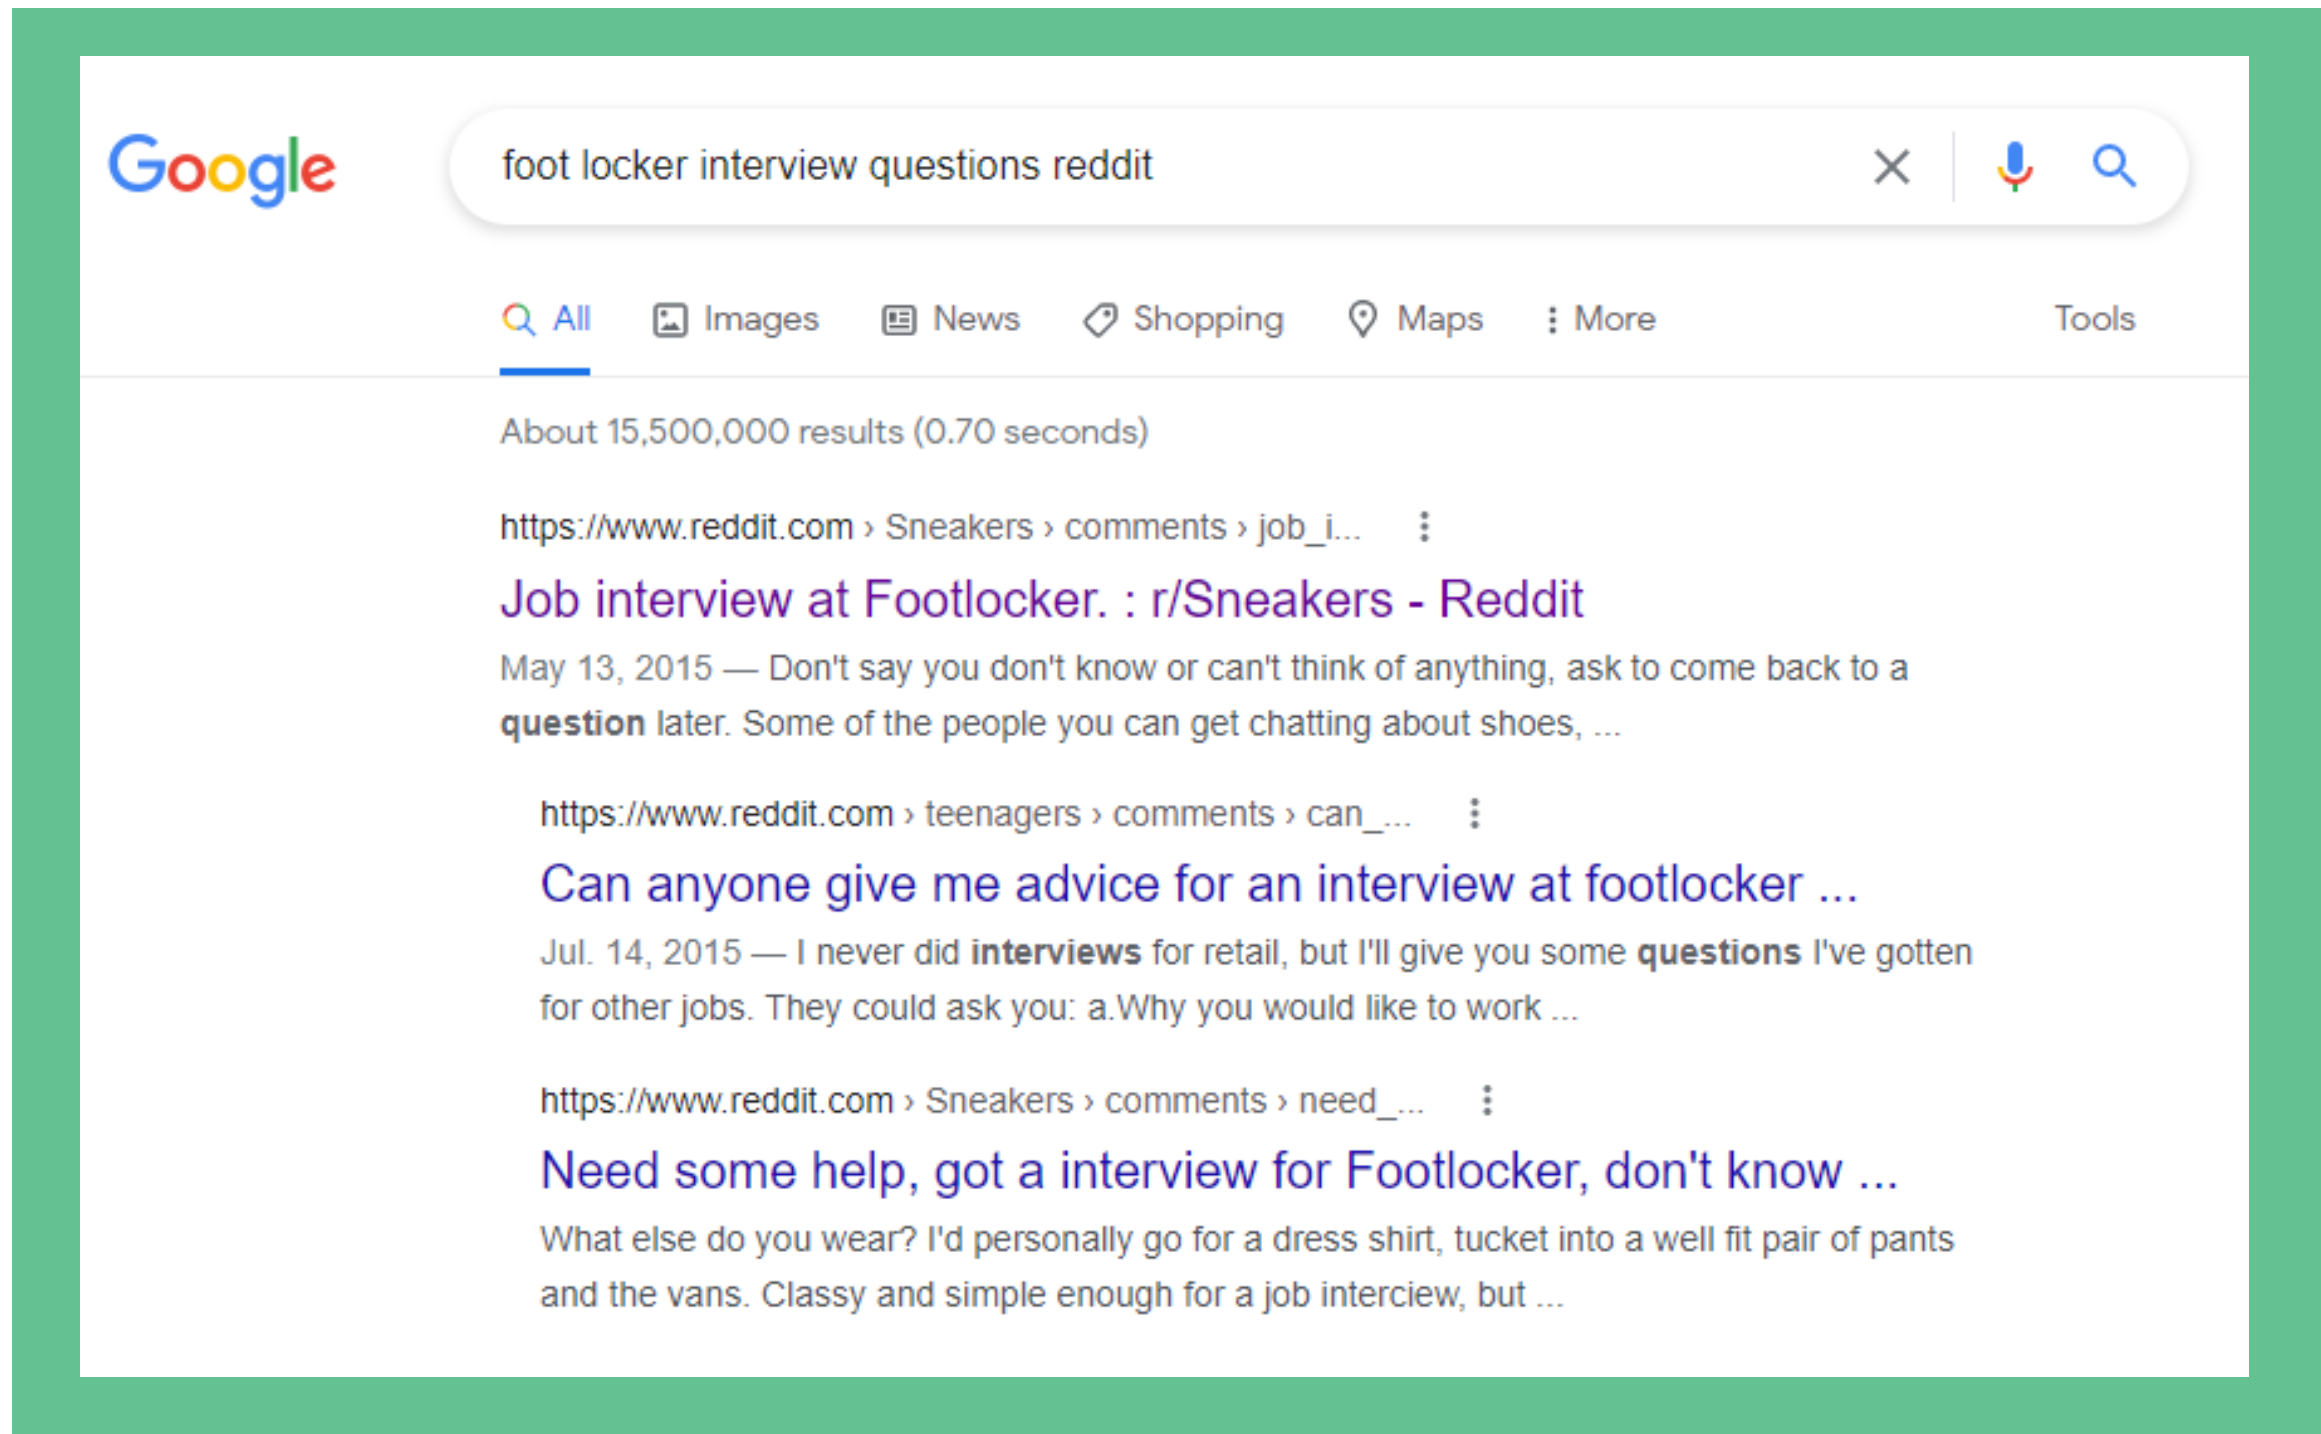 Google
foot locker interview questions reddit
All Images News Shopping Maps More Tools
About 15,500,000 results (0.70 seconds)
https://www.reddit.com › Sneakers › comments › job_i...
Job interview at Footlocker. : r/Sneakers - Reddit
May 13, 2015 — Don't say you don't know or can't think of anything, ask to come back to a
question later. Some of the people you can get chatting about shoes, ...
https://www.reddit.com › teenagers › comments › can_...
Can anyone give me advice for an interview at footlocker ...
Jul. 14, 2015 — I never did interviews for retail, but I'll give you some questions I've gotten
for other jobs. They could ask you: a.Why you would like to work ...
https://www.reddit.com › Sneakers › comments › need_...
Need some help, got a interview for Footlocker, don't know ...
What else do you wear? I'd personally go for a dress shirt, tucket into a well fit pair of pants
and the vans. Classy and simple enough for a job interciew, but ...